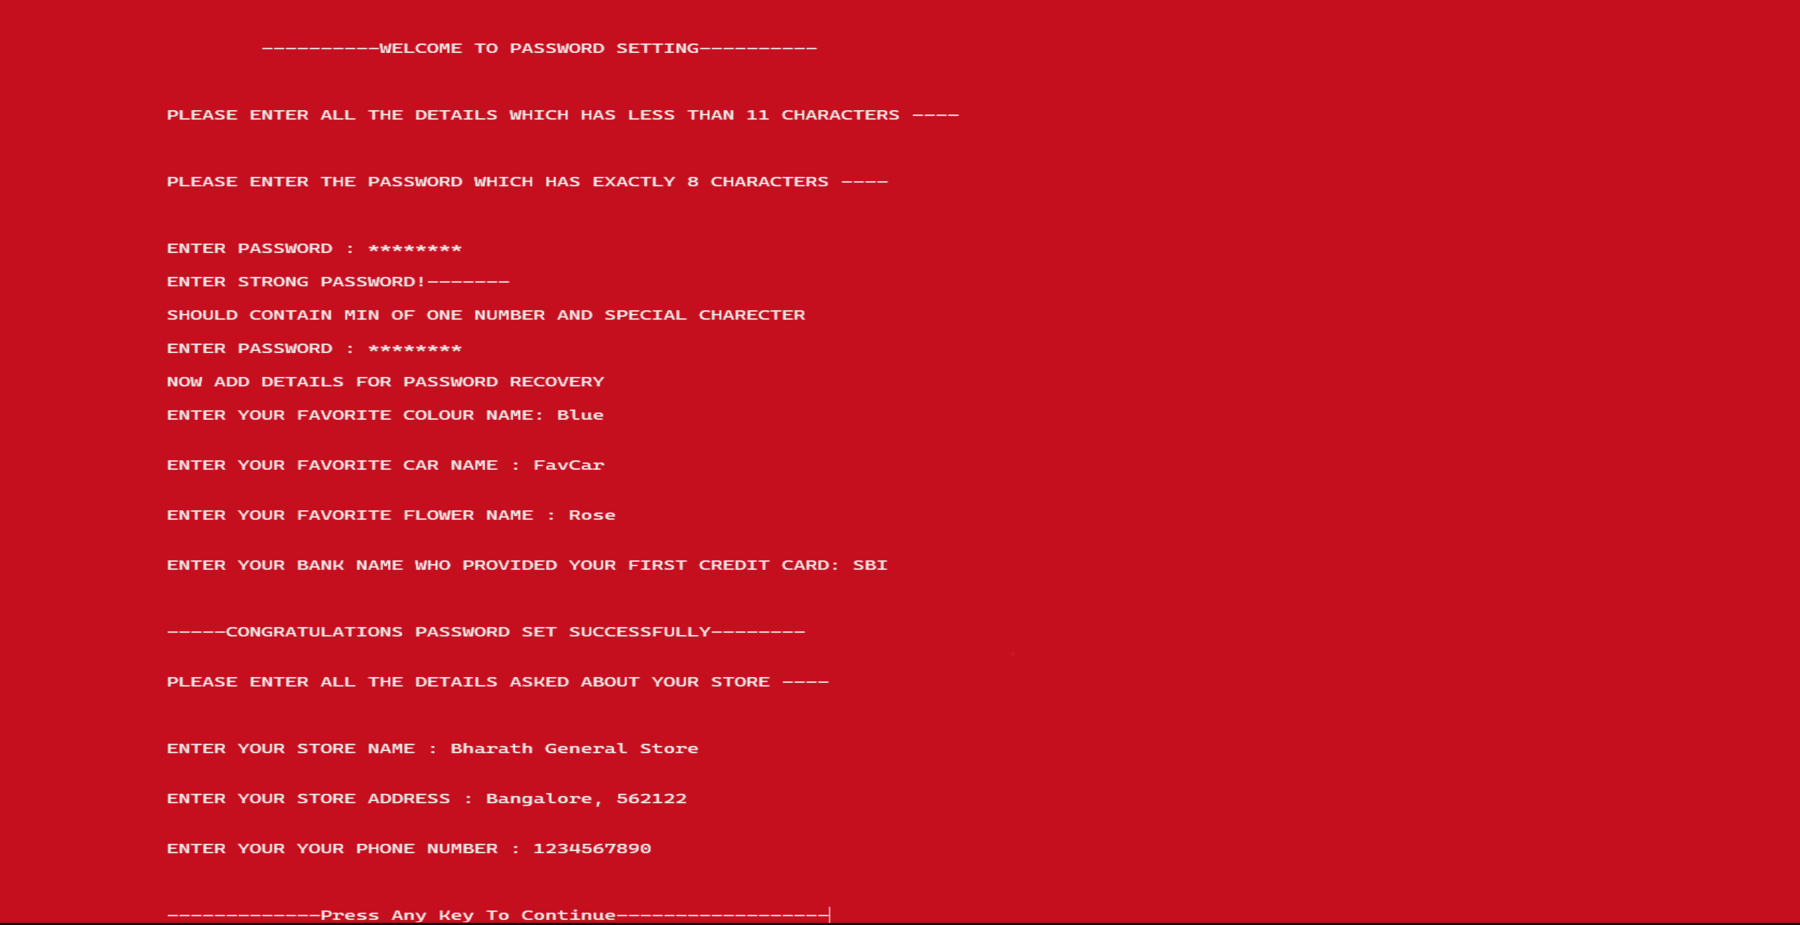 ----------WELCOME TO PASSWORD SETTING----------
PLEASE ENTER ALL THE DETAILS WHICH HAS LESS THAN 11 CHARACTERS ----
PLEASE ENTER THE PASSWORD WHICH HAS EXACTLY 8 CHARACTERS ----
ENTER PASSWORD : ********
ENTER STRONG PASSWORD!-------
SHOULD CONTAIN MIN OF ONE NUMBER AND SPECIAL CHARECTER
ENTER PASSWORD : ********
NOW ADD DETAILS FOR PASSWORD RECOVERY
ENTER YOUR FAVORITE COLOUR NAME: Blue
ENTER YOUR FAVORITE CAR NAME : FavCar
ENTER YOUR FAVORITE FLOWER NAME : Rose
ENTER YOUR BANK NAME WHO PROVIDED YOUR FIRST CREDIT CARD: SBI
-----CONGRATULATIONS PASSWORD SET SUCCESSFULLY--------
PLEASE ENTER ALL THE DETAILS ASKED ABOUT YOUR STORE ----
ENTER YOUR STORE NAME : Bharath General Store
ENTER YOUR STORE ADDRESS : Bangalore, 562122
ENTER YOUR YOUR PHONE NUMBER : 1234567890
-------------Press Any Key To Continue------------------